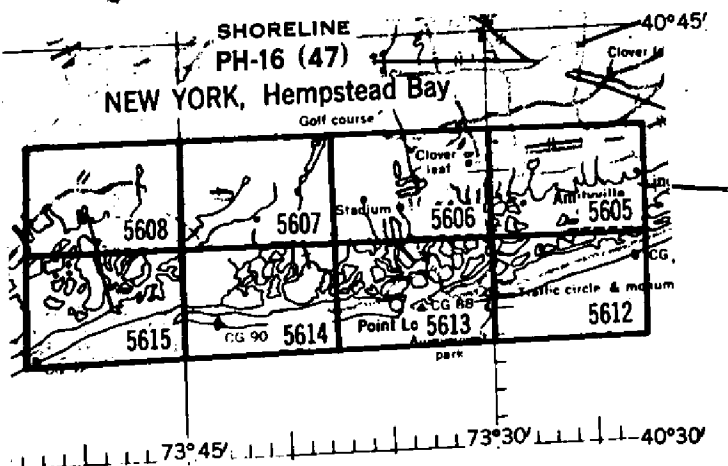 SHORELINE
PH-16 (47)
NEW YORK, Hempstead Bay
40°45'
Clover
Golf course
Clover
leaf
Stadium
Amityville
5608
5607
5606
5605
CG
CG 88
Traffic circle & monum
5615
CG 90
5614
Point Lo
5613
5612
park
73°45'
73°30'
40°30'